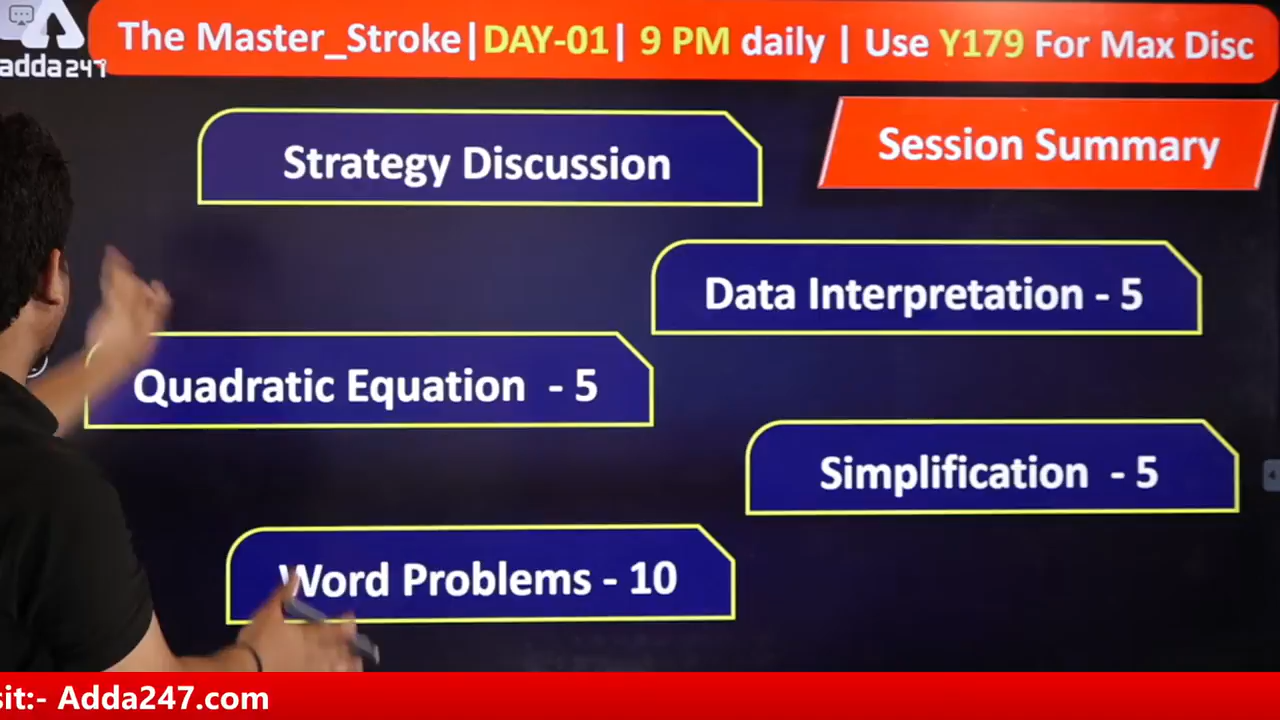 The Master_Stroke|DAY-01| 9 PM daily | Use Y179 For Max Disc
adda247
Strategy Discussion
Session Summary
Data Interpretation - 5
Quadratic Equation - 5
Simplification - 5
Word Problems - 10
sit:- Adda247.com